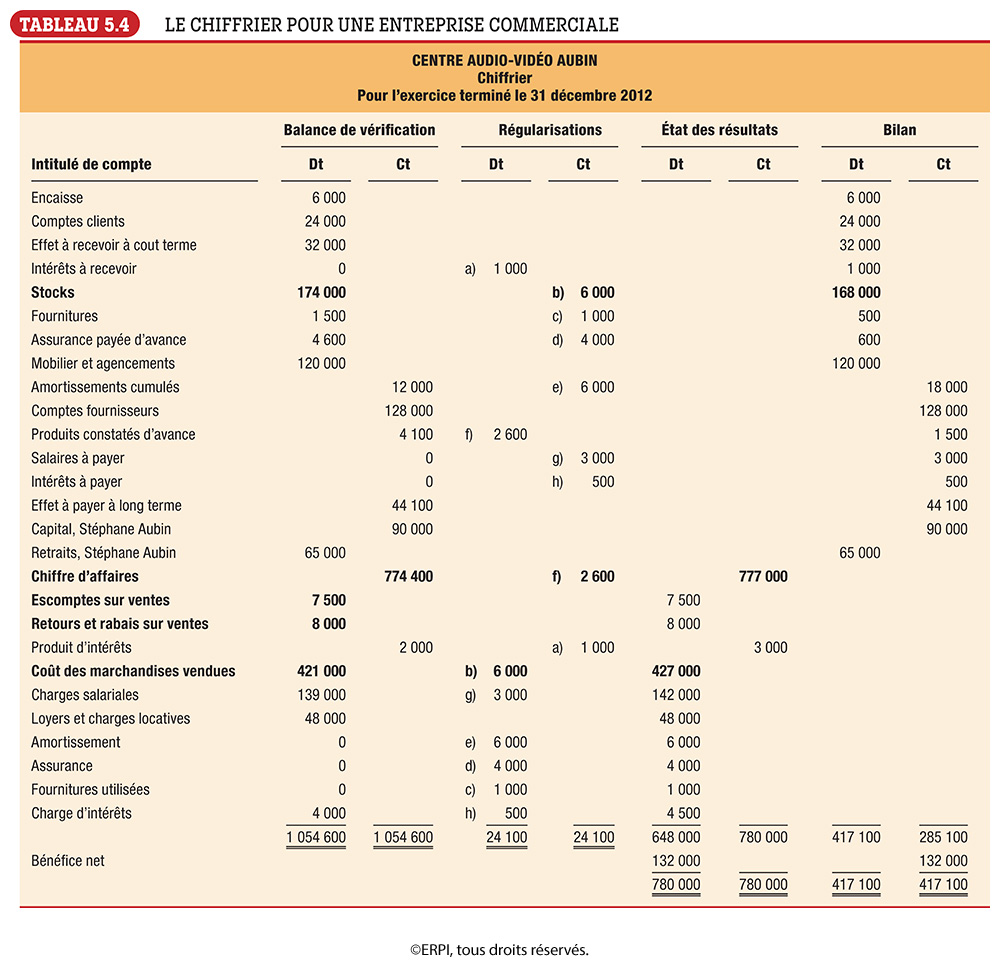 TABLEAU 5.4 LE CHIFFRIER POUR UNE ENTREPRISE COMMERCIALE
CENTRE AUDIO-VIDÉO AUBIN
Chiffrier
Pour l'exercice terminé le 31 décembre 2012
Balance de vérification Régularisations État des résultats Bilan
Intitulé de compte Dt Ct Dt Ct Dt Ct Dt Ct
Encaisse 6 000 6 000
Comptes clients 24 000 24 000
Effet à recevoir à cout terme 32 000 32 000
Intérêts à recevoir 0 a) 1 000 1 000
Stocks 174 000 b) 6 000 168 000
Fournitures 1 500 c) 1 000 500
Assurance payée d'avance 4 600 d) 4 000 600
Mobilier et agencements 120 000 120 000
Amortissements cumulés 12 000 e) 6 000 18 000
Comptes fournisseurs 128 000 128 000
Produits constatés d'avance 4 100 f) 2 600 1 500
Salaires à payer 0 g) 3 000 3 000
Intérêts à payer 0 h) 500 500
Effet à payer à long terme 44 100 44 100
Capital, Stéphane Aubin 90 000 90 000
Retraits, Stéphane Aubin 65 000 65 000
Chiffre d'affaires 774 400 f) 2 600 777 000
Escomptes sur ventes 7 500 7 500
Retours et rabais sur ventes 8 000 8 000
Produit d'intérêts 2 000 a) 1 000 3 000
Coût des marchandises vendues 421 000 b) 6 000 427 000
Charges salariales 139 000 g) 3 000 142 000
Loyers et charges locatives 48 000 48 000
Amortissement 0 e) 6 000 6 000
Assurance 0 d) 4 000 4 000
Fournitures utilisées 0 c) 1 000 1 000
Charge d'intérêts 4 000 h) 500 4 500
1 054 600 1 054 600 24 100 24 100 648 000 780 000 417 100 285 100
Bénéfice net 132 000 132 000
780 000 780 000 417 100 417 100
©ERPI, tous droits réservés.